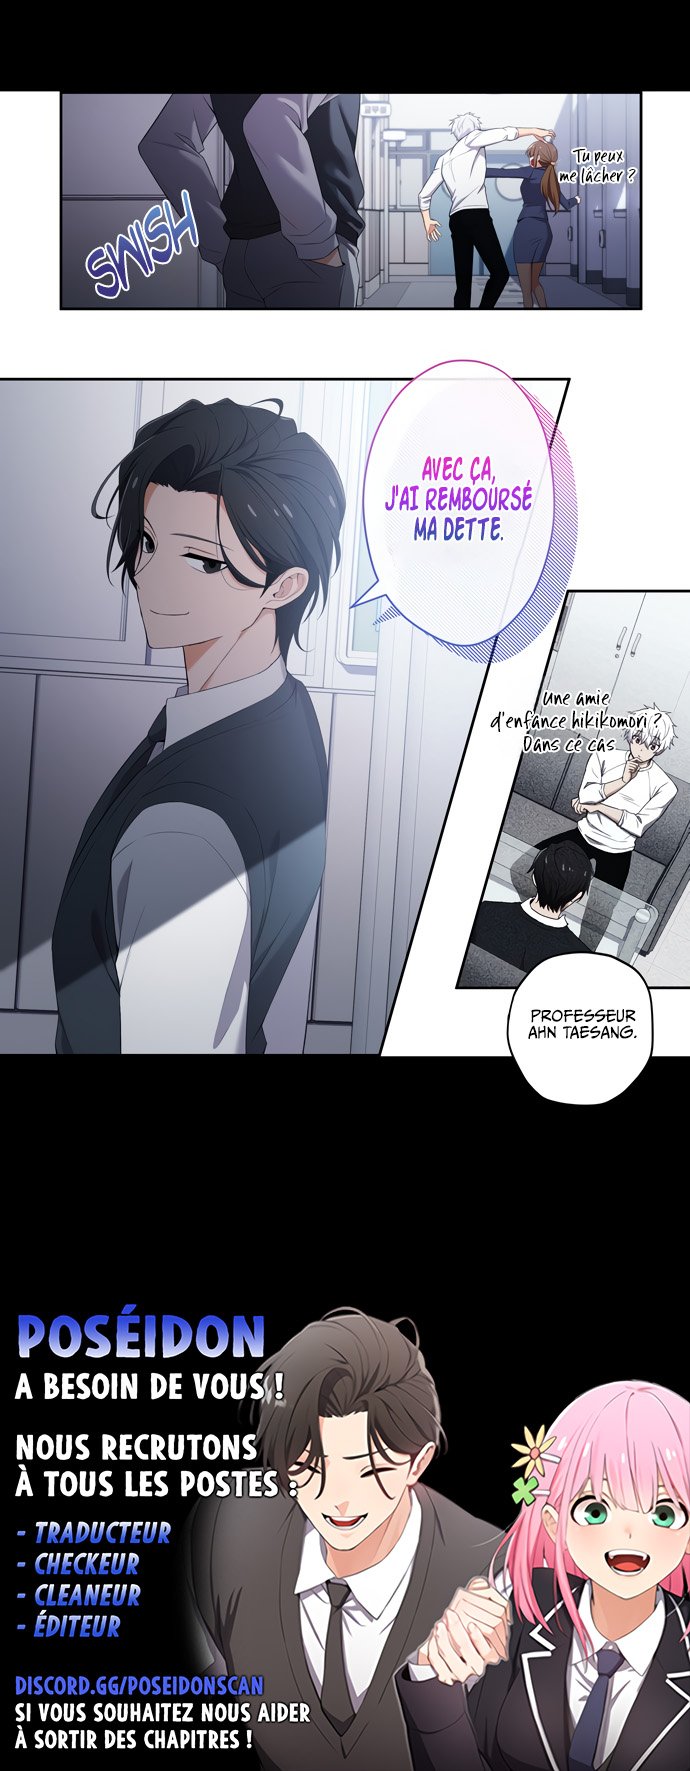 Tu peux
me lâcher ?
SWISH
AVEC ÇA,
J'AI REMBOURSÉ
MA DETTE.
Une amie
d'enfance hikikomori ?
Dans ce cas
PROFESSEUR
AHN TAESANG.
POSÉIDON
A BESOIN DE VOUS !
NOUS RECRUTONS
À TOUS LES POSTES :
- TRADUCTEUR
- CHECKEUR
- CLEANEUR
- ÉDITEUR
DISCORD.GG/POSEIDONSCAN
SI VOUS SOUHAITEZ NOUS AIDER
À SORTIR DES CHAPITRES !